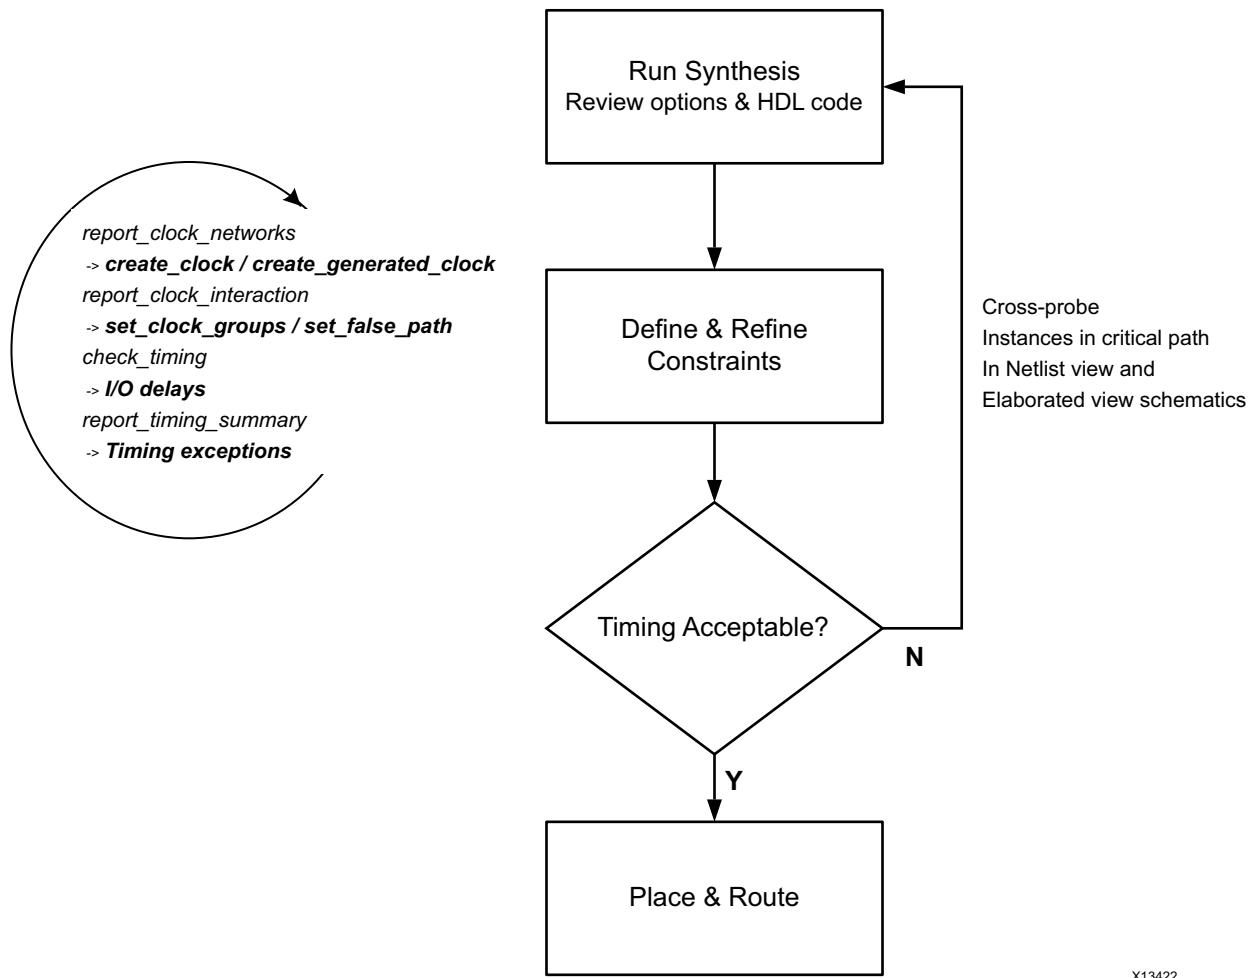 Run Synthesis
Review options & HDL code
report_clock_networks
-> create_clock / create_generated_clock
report_clock_interaction
-> set_clock_groups / set_false_path
check_timing
-> I/O delays
report_timing_summary
-> Timing exceptions
Define & Refine
Constraints
Cross-probe
Instances in critical path
In Netlist view and
Elaborated view schematics
Timing Acceptable?
N
Y
Place & Route
X13422